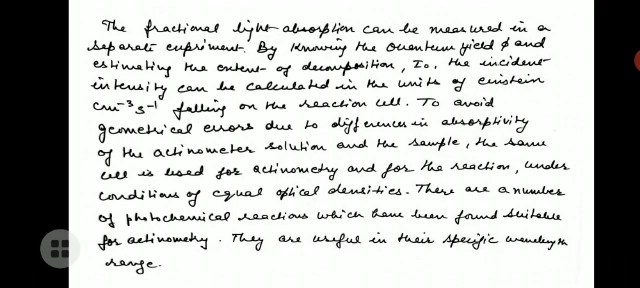 The fractional light absorption can be measured in a
separate expriment. By knowing the Quantum yield φ and
estimating the extent of decomposition, I₀, the incident
intensity can be calculated in the units of einstein
cm⁻³s⁻¹ falling on the reaction cell. To avoid
geometrical errors due to differences in absorptivity
of the actinometer solution and the sample, the same
cell is used for actinometry and for the reaction, under
conditions of equal optical densities. There are a number
of photochemical reactions which have been found suitable
for actinometry. They are useful in their specific wavelength
range.